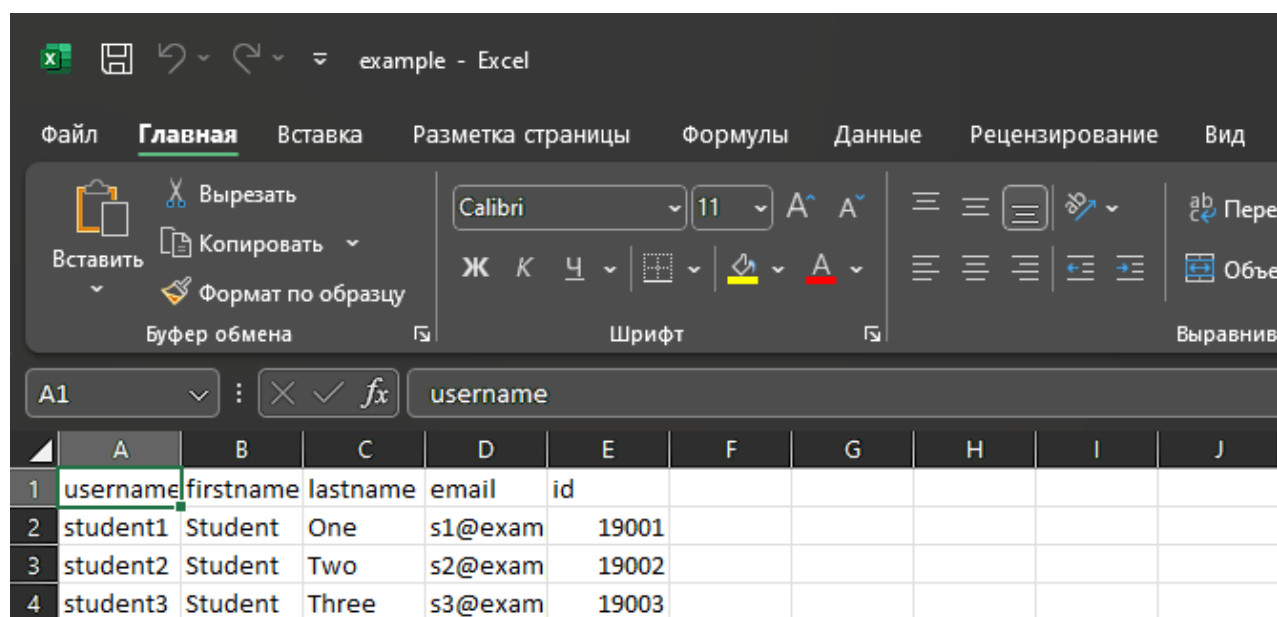 example - Excel
Файл Главная Вставка Разметка страницы Формулы Данные Рецензирование Вид
Вставить
Вырезать
Копировать
Формат по образцу
Буфер обмена
Calibri 11
Ж К Ч
Шрифт
ab Пере
Объе
Выравнив
A1 fx username
A B C D E F G H I J
1 username firstname lastname email id
2 student1 Student One s1@exam 19001
3 student2 Student Two s2@exam 19002
4 student3 Student Three s3@exam 19003